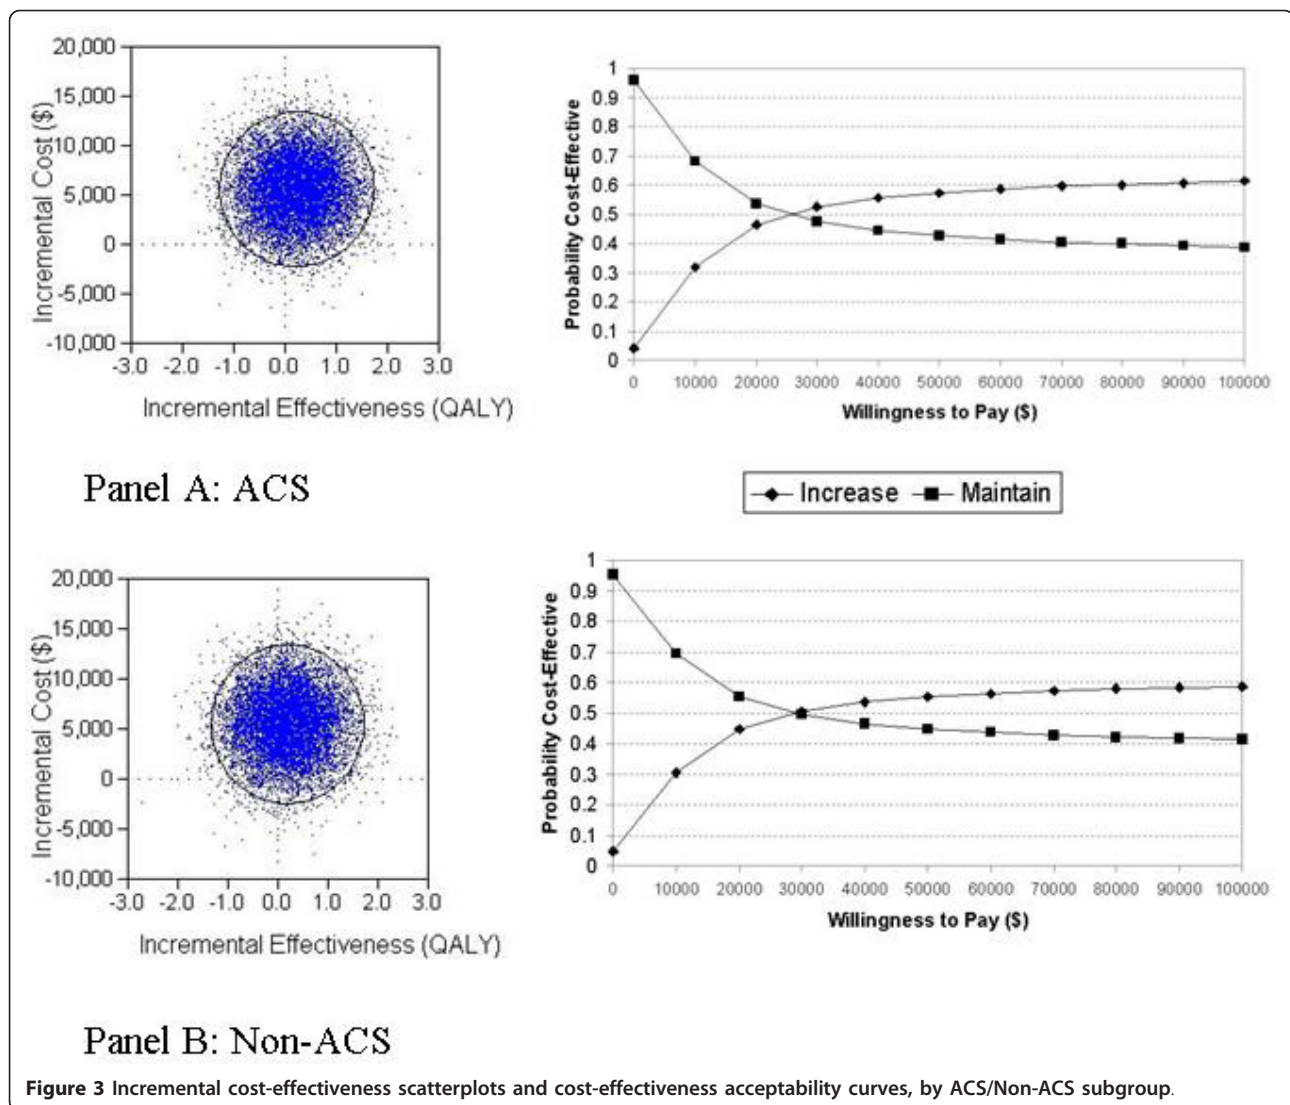 20,000
15,000
10,000
5,000
0
-5,000
-10,000
Incremental Cost ($)
-3.0 -2.0 -1.0 0.0 1.0 2.0 3.0
Incremental Effectiveness (QALY)
1
0.9
0.8
0.7
0.6
0.5
0.4
0.3
0.2
0.1
0
Probability Cost-Effective
0 10000 20000 30000 40000 50000 60000 70000 80000 90000 100000
Willingness to Pay ($)
Panel A: ACS
Increase Maintain
20,000
15,000
10,000
5,000
0
-5,000
-10,000
Incremental Cost ($)
-3.0 -2.0 -1.0 0.0 1.0 2.0 3.0
Incremental Effectiveness (QALY)
1
0.9
0.8
0.7
0.6
0.5
0.4
0.3
0.2
0.1
0
Probability Cost-Effective
0 10000 20000 30000 40000 50000 60000 70000 80000 90000 100000
Willingness to Pay ($)
Panel B: Non-ACS
Figure 3 Incremental cost-effectiveness scatterplots and cost-effectiveness acceptability curves, by ACS/Non-ACS subgroup.